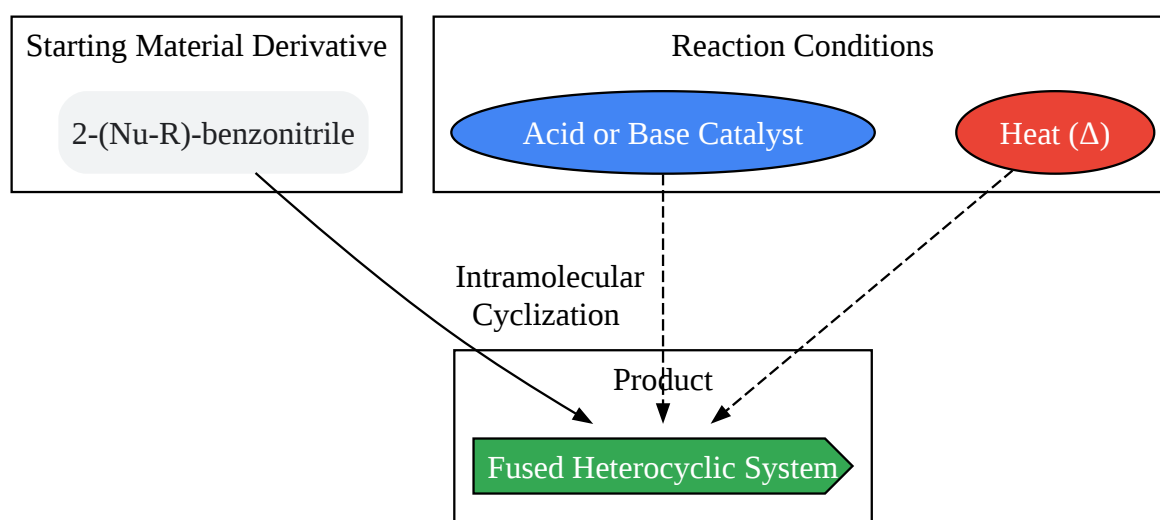 Starting Material Derivative
Reaction Conditions
2-(Nu-R)-benzonitrile
Acid or Base Catalyst
Heat (Δ)
Intramolecular
Cyclization
Product
Fused Heterocyclic System